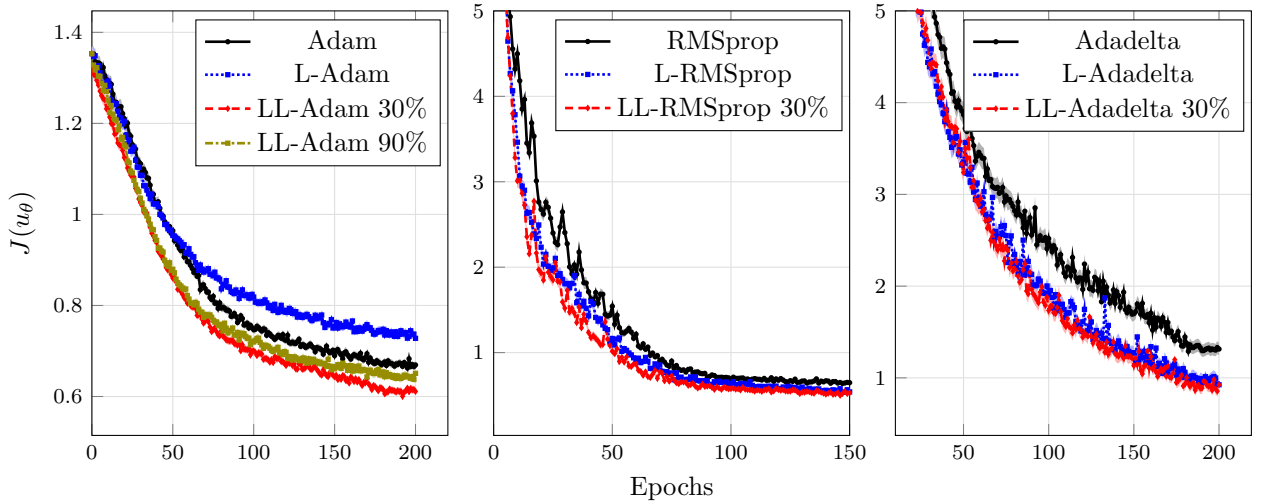 Adam
L-Adam
LL-Adam 30%
LL-Adam 90%
1.4
1.2
1
0.8
0.6
0
50
100
150
200
J(u_θ)
RMSprop
L-RMSprop
LL-RMSprop 30%
5
4
3
2
1
0
50
100
150
Epochs
Adadelta
L-Adadelta
LL-Adadelta 30%
5
4
3
2
1
50
100
150
200